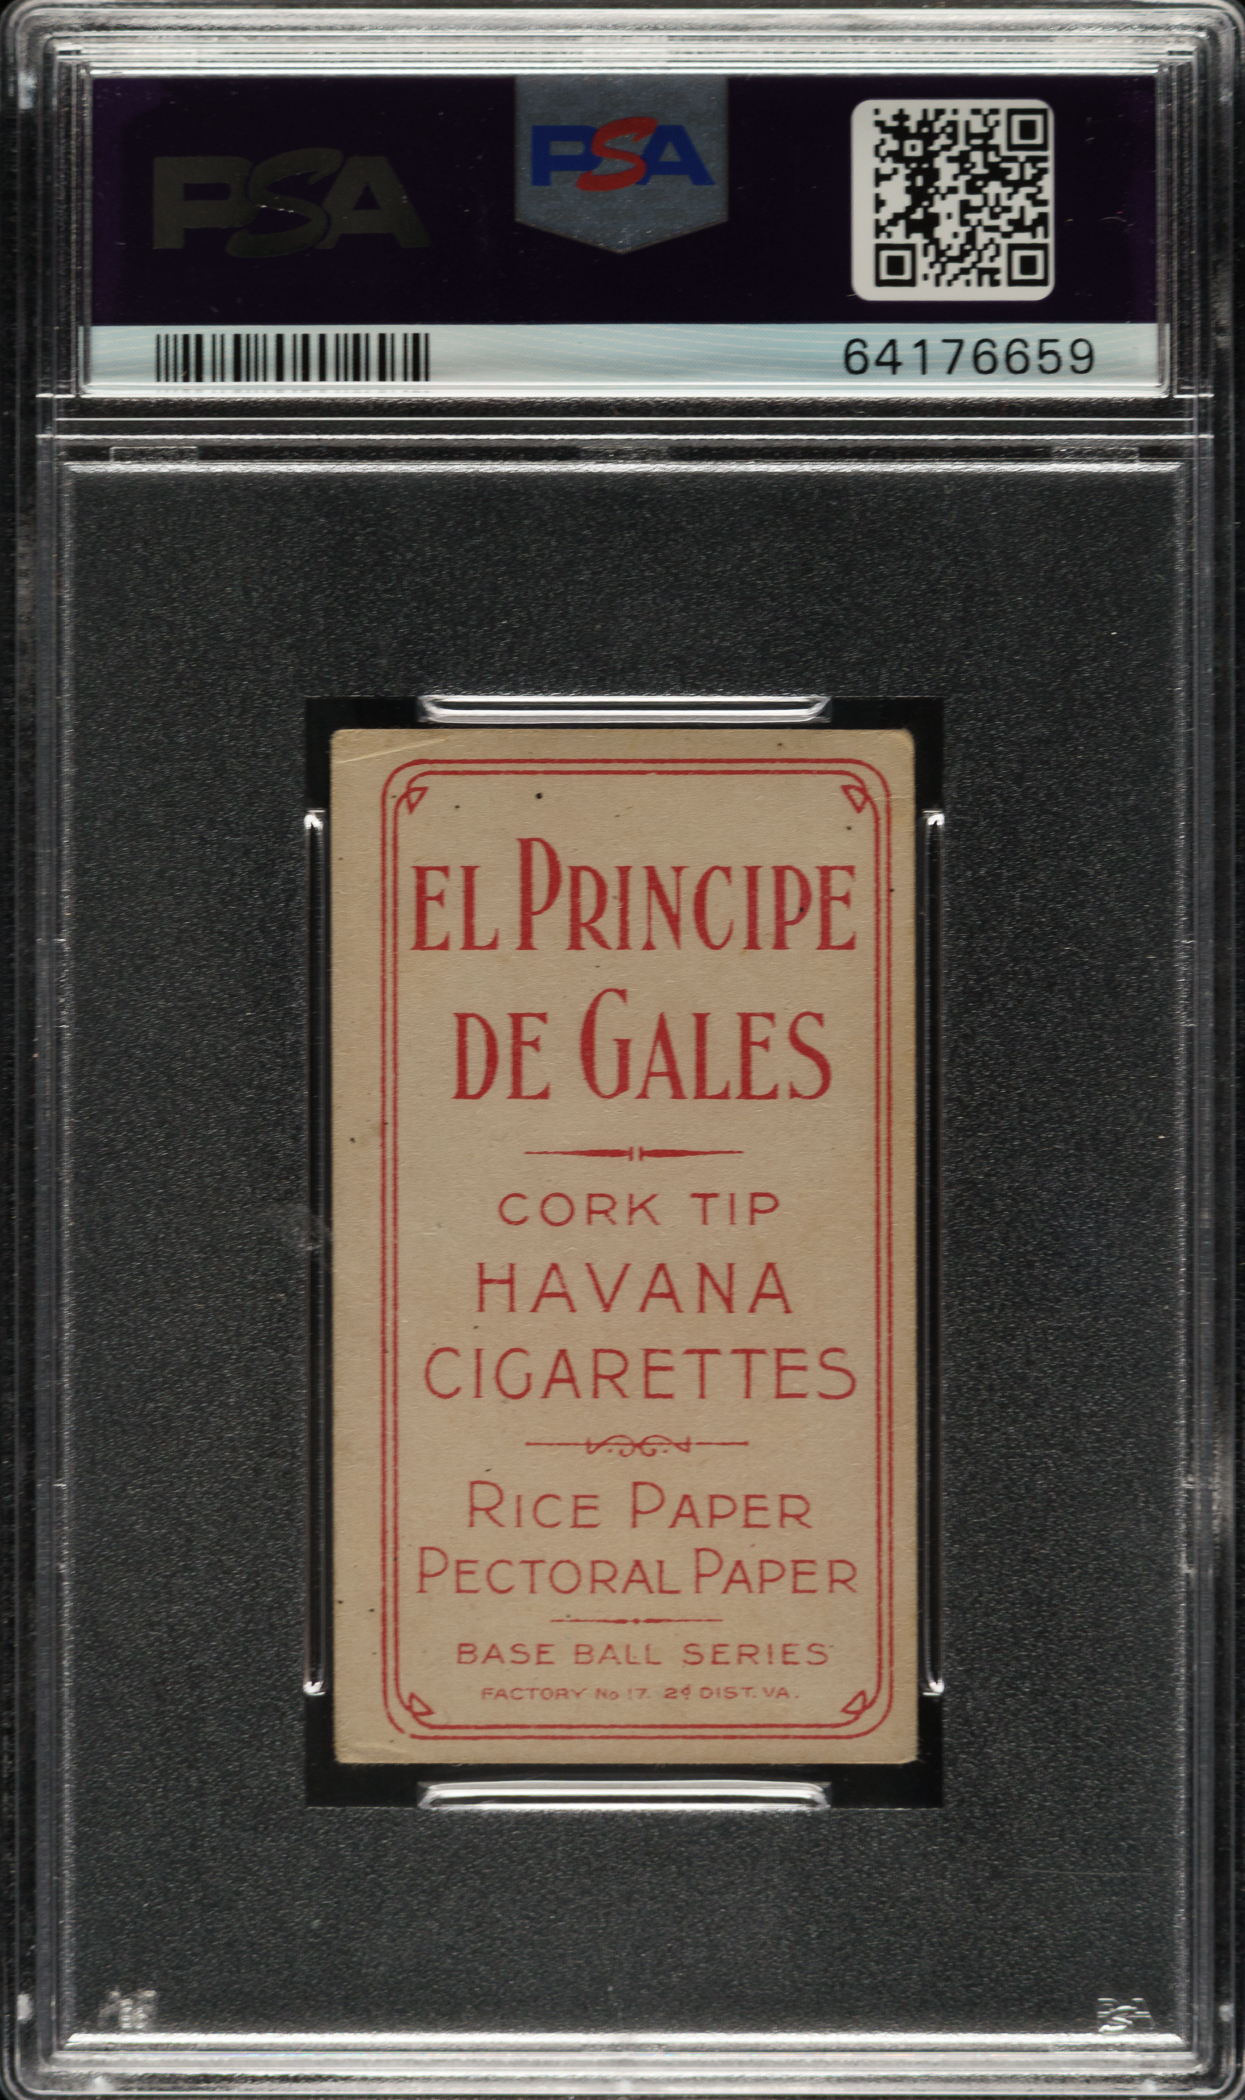 PSA
PSA
64176659
EL PRINCIPE
DE GALES
CORK TIP
HAVANA
CIGARETTES
RICE PAPER
PECTORAL PAPER
BASE BALL SERIES
FACTORY No 17. 2d DIST. VA.
PSA